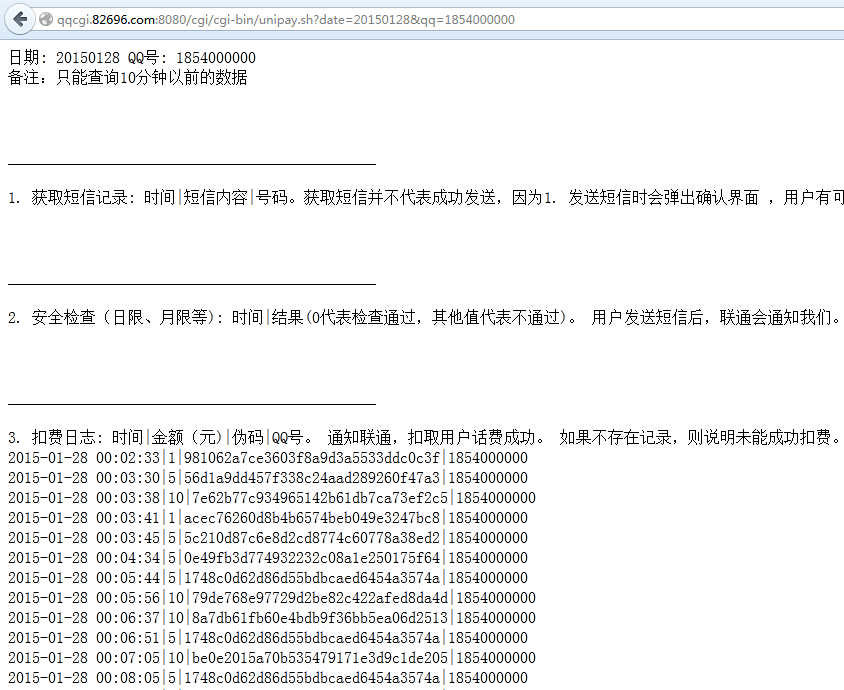 qqcgi.82696.com:8080/cgi/cgi-bin/unipay.sh?date=20150128&qq=1854000000
日期: 20150128 QQ号: 1854000000
备注: 只能查询10分钟以前的数据
1. 获取短信记录: 时间|短信内容|号码。获取短信并不代表成功发送，因为1. 发送短信时会弹出确认界面 ，用户有可
2. 安全检查（日限、月限等): 时间|结果(0代表检查通过，其他值代表不通过)。 用户发送短信后，联通会通知我们。
3. 扣费日志: 时间|金额（元)|伪码|QQ号。 通知联通，扣取用户话费成功。 如果不存在记录，则说明未能成功扣费。
2015-01-28 00:02:33|1|981062a7ce3603f8a9d3a5533ddc0c3f|1854000000
2015-01-28 00:03:30|5|56d1a9dd457f338c24aad289260f47a3|1854000000
2015-01-28 00:03:38|10|7e62b77c934965142b61db7ca73ef2c5|1854000000
2015-01-28 00:03:41|1|acec76260d8b4b6574beb049e3247bc8|1854000000
2015-01-28 00:03:45|5|5c210d87c6e8d2cd8774c60778a38ed2|1854000000
2015-01-28 00:04:34|5|0e49fb3d774932232c08a1e250175f64|1854000000
2015-01-28 00:05:44|5|1748c0d62d86d55bdbcaed6454a3574a|1854000000
2015-01-28 00:05:56|10|79de768e97729d2be82c422afed8da4d|1854000000
2015-01-28 00:06:37|10|8a7db61fb60e4bdb9f36bb5ea06d2513|1854000000
2015-01-28 00:06:51|5|1748c0d62d86d55bdbcaed6454a3574a|1854000000
2015-01-28 00:07:05|10|be0e2015a70b535479171e3d9c1de205|1854000000
2015-01-28 00:08:05|5|1748c0d62d86d55bdbcaed6454a3574a|1854000000